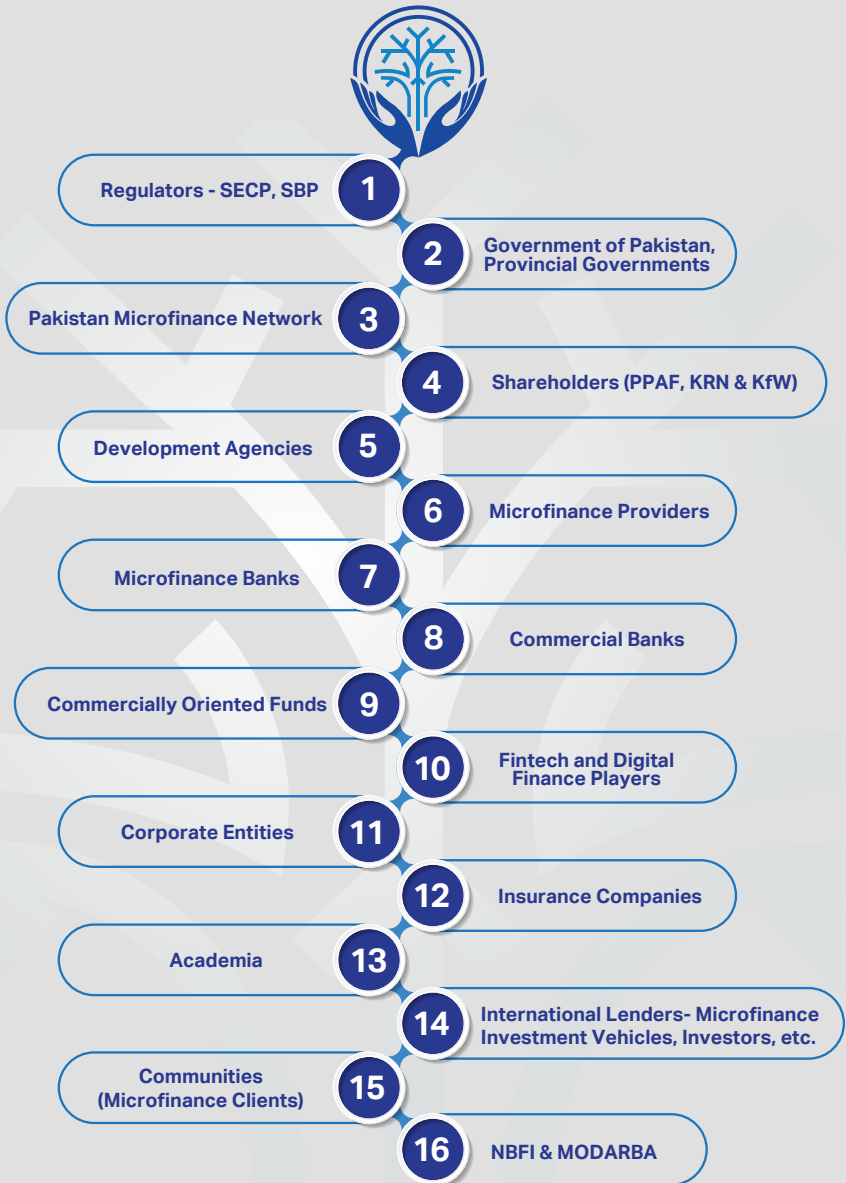 Regulators - SECP, SBP
1
2
Government of Pakistan,
Provincial Governments
Pakistan Microfinance Network
3
4
Shareholders (PPAF, KRN & KfW)
Development Agencies
5
6
Microfinance Providers
Microfinance Banks
7
8
Commercial Banks
Commercially Oriented Funds
9
10
Fintech and Digital
Finance Players
Corporate Entities
11
12
Insurance Companies
Academia
13
14
International Lenders- Microfinance
Investment Vehicles, Investors, etc.
Communities
(Microfinance Clients)
15
16
NBFI & MODARBA